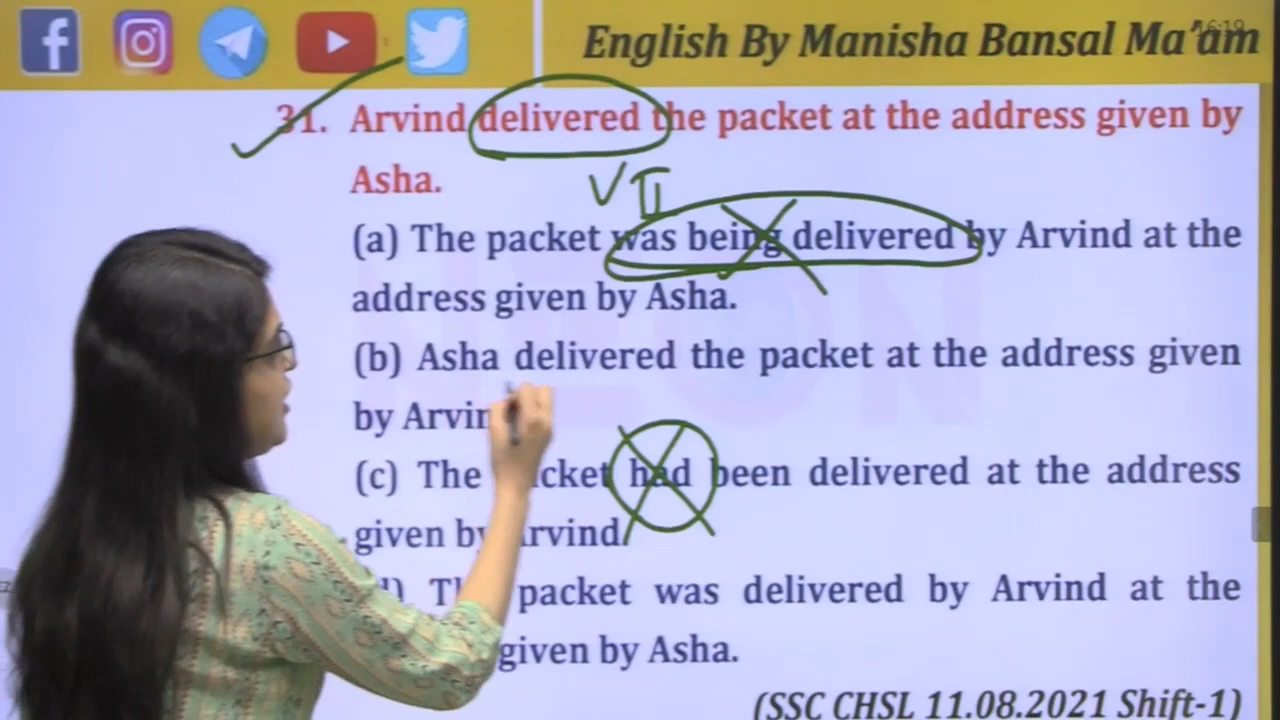 English By Manisha Bansal Ma'am
16:19
31. Arvind delivered the packet at the address given by
Asha.
V II
(a) The packet was being delivered by Arvind at the
address given by Asha.
(b) Asha delivered the packet at the address given
by
(c) The had been delivered at the address
given
packet was delivered by Arvind at the
given by Asha.
(SSC CHSL 11.08.2021 Shift-1)